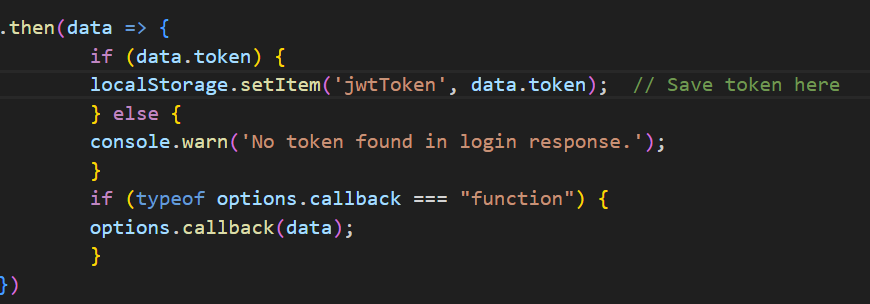 .then(data => {
if (data.token) {
localStorage.setItem('jwtToken', data.token);  // Save token here
} else {
console.warn('No token found in login response.');
}
if (typeof options.callback === "function") {
options.callback(data);
}
})